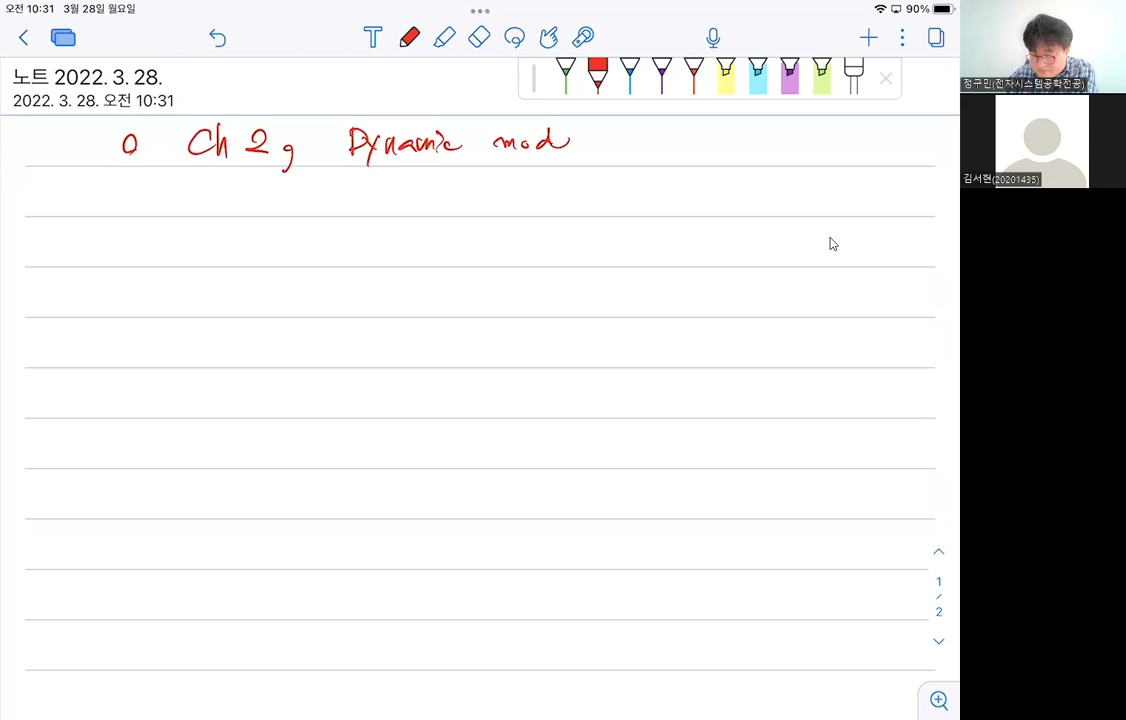 오전 10:31 3월 28일 월요일
90%
노트 2022. 3. 28.
2022. 3. 28. 오전 10:31
o Ch 2, Dynamic mod
1
/
2
정구민(전자시스템공학전공)
김서현(20201435)